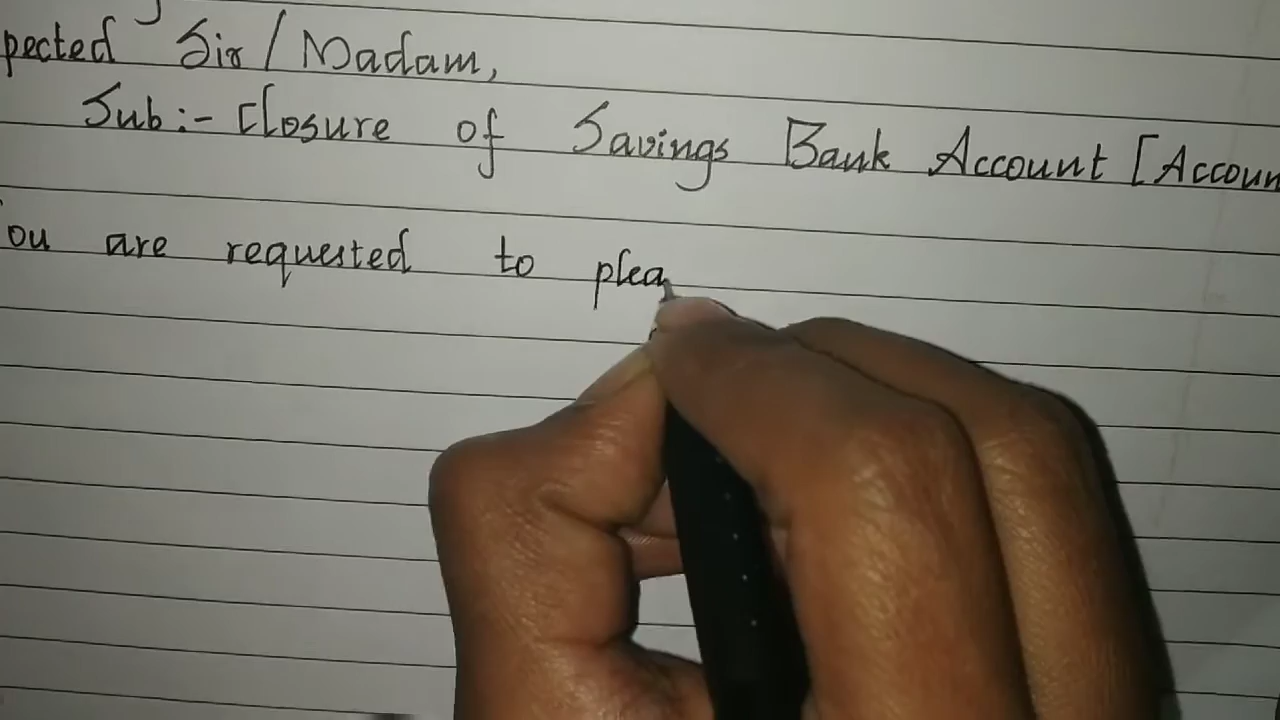 pected Sir / Madam,
Sub:- Closure of Savings Bank Account [Accoun
ou are requested to plea